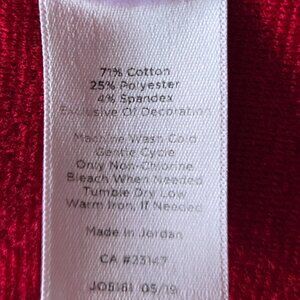 71% Cotton
25% Polyester
4% Spandex
Exclusive Of Decoration
Machine Wash Cold
Gentle Cycle
Only Non-Chlorine
Bleach When Needed
Tumble Dry Low
Warm Iron, If Needed
Made In Jordan
CA #23147
JO5161 05/19